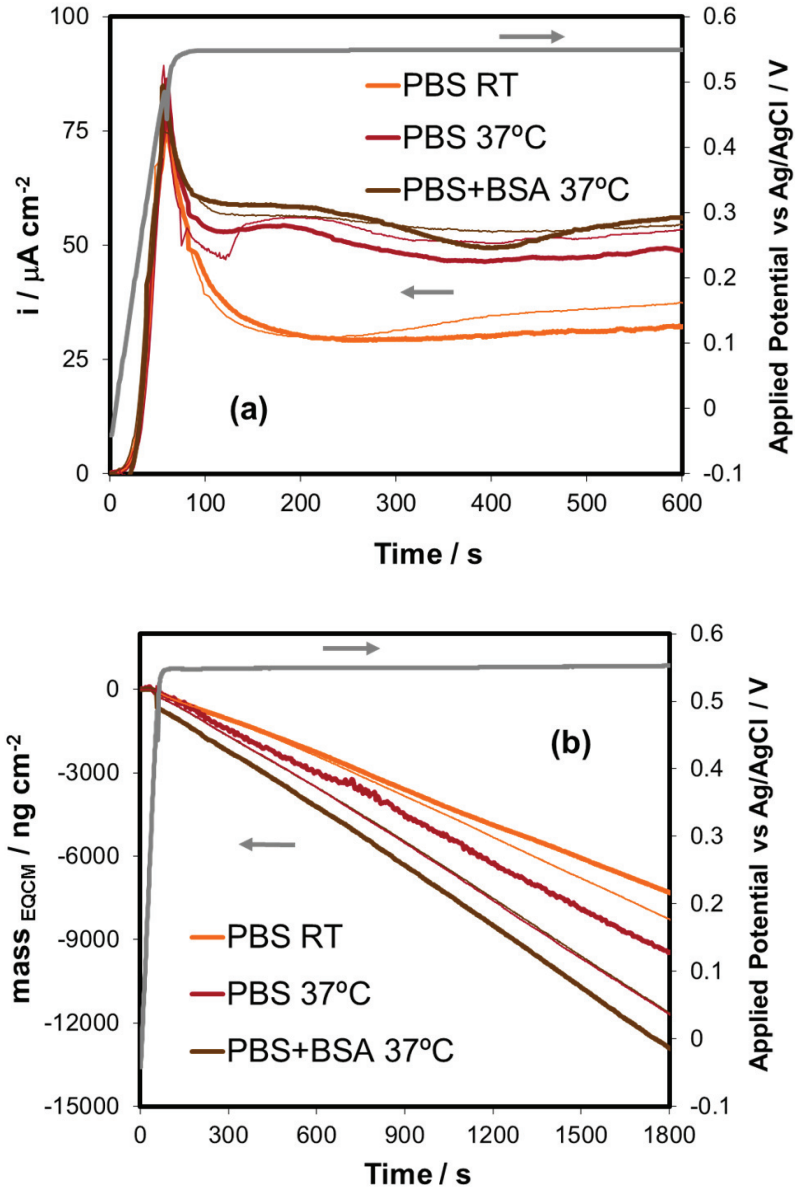 100
75
50
25
0
i / μA cm-2
0.6
0.5
0.4
0.3
0.2
0.1
0
-0.1
Applied Potential vs Ag/AgCl / V
PBS RT
PBS 37ºC
PBS+BSA 37ºC
(a)
0 100 200 300 400 500 600
Time / s
0
-3000
-6000
-9000
-12000
-15000
mass EQCM / ng cm-2
0.6
0.5
0.4
0.3
0.2
0.1
0
-0.1
Applied Potential vs Ag/AgCl / V
(b)
PBS RT
PBS 37ºC
PBS+BSA 37ºC
0 300 600 900 1200 1500 1800
Time / s